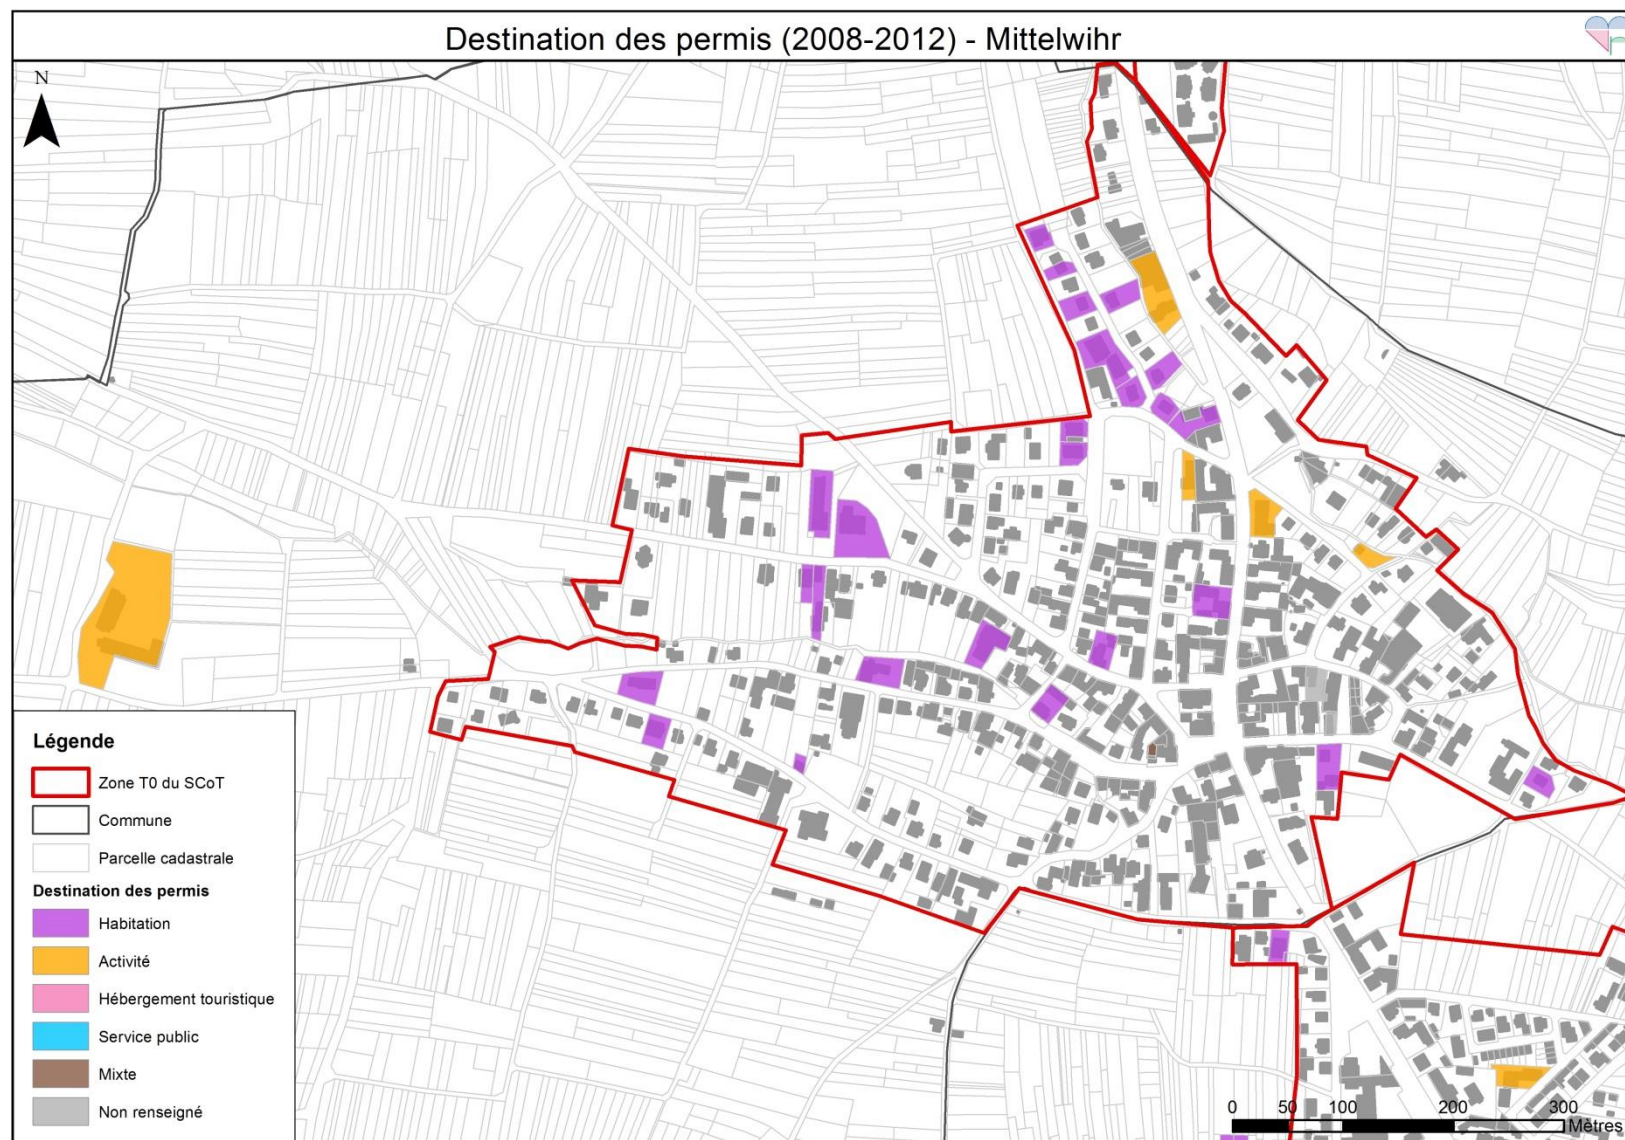 Destination des permis (2008-2012) - Mittelwihr
N
Légende
Zone T0 du SCoT
Commune
Parcelle cadastrale
Destination des permis
Habitation
Activité
Hébergement touristique
Service public
Mixte
Non renseigné
0 50 100 200 300
Mètres